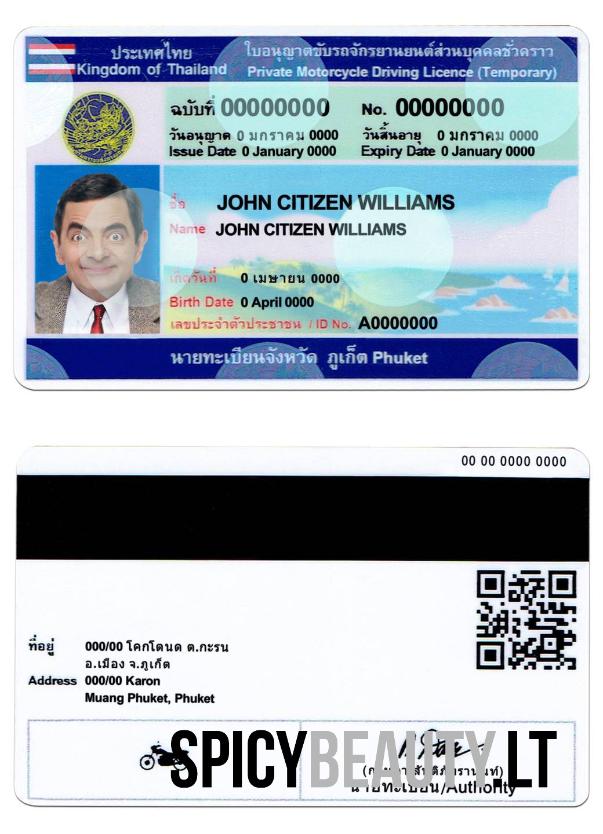 ประเทศไทย
Kingdom of Thailand
ใบอนุญาตขับรถจักรยานยนต์ส่วนบุคคลชั่วคราว
Private Motorcycle Driving Licence (Temporary)
ฉบับที่ 00000000
No. 00000000
วันอนุญาต 0 มกราคม 0000
วันสิ้นอายุ 0 มกราคม 0000
Issue Date 0 January 0000
Expiry Date 0 January 0000
ชื่อ JOHN CITIZEN WILLIAMS
Name JOHN CITIZEN WILLIAMS
เกิดวันที่ 0 เมษายน 0000
Birth Date 0 April 0000
เลขประจำตัวประชาชน / ID No. A0000000
นายทะเบียนจังหวัด ภูเก็ต Phuket
00 00 0000 0000
ที่อยู่ 000/00 โคกโตนด ต.กะรน
อ.เมือง จ.ภูเก็ต
Address 000/00 Karon
Muang Phuket, Phuket
SPICYBEAUTY.LT
นายทะเบียน/Authority